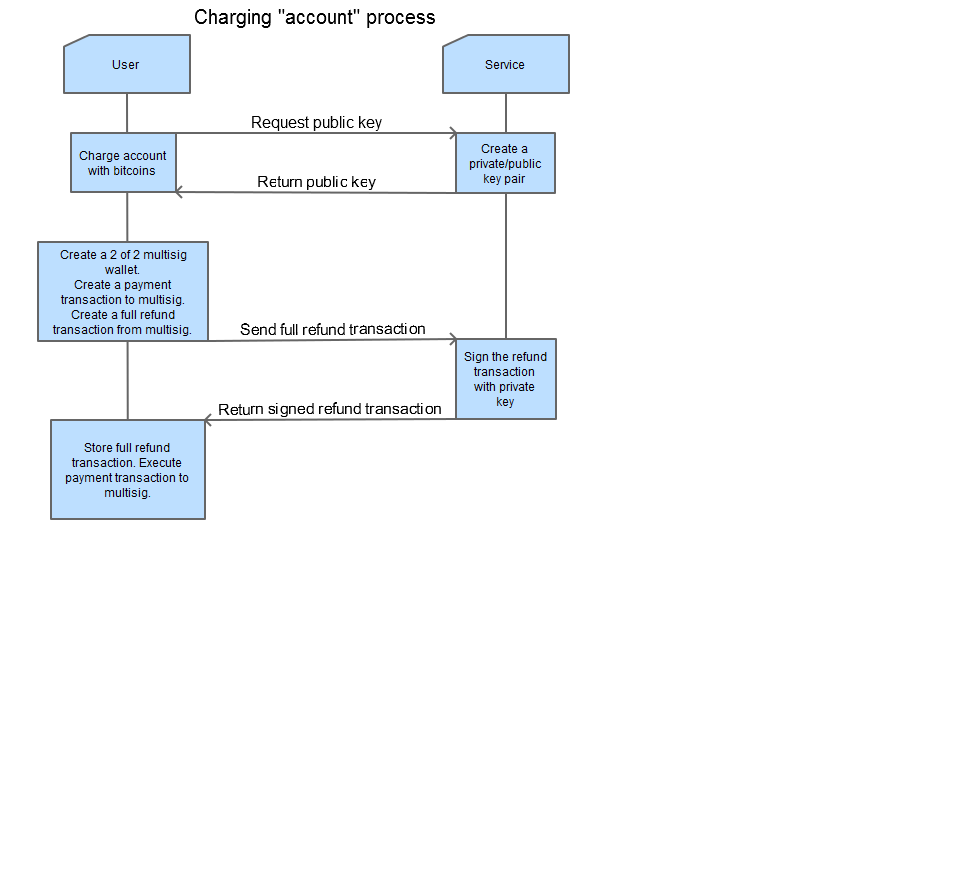 Charging "account" process
User
Service
Request public key
Charge account
with bitcoins
Create a
private/public
key pair
Return public key
Create a 2 of 2 multisig
wallet.
Create a payment
transaction to multisig.
Create a full refund
transaction from multisig.
Send full refund transaction
Sign the refund
transaction
with private
key
Return signed refund transaction
Store full refund
transaction. Execute
payment transaction to
multisig.